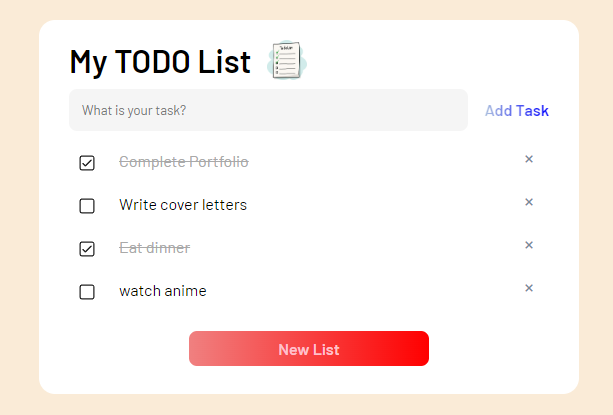 My TODO List
What is your task?
Add Task
Complete Portfolio
Write cover letters
Eat dinner
watch anime
New List